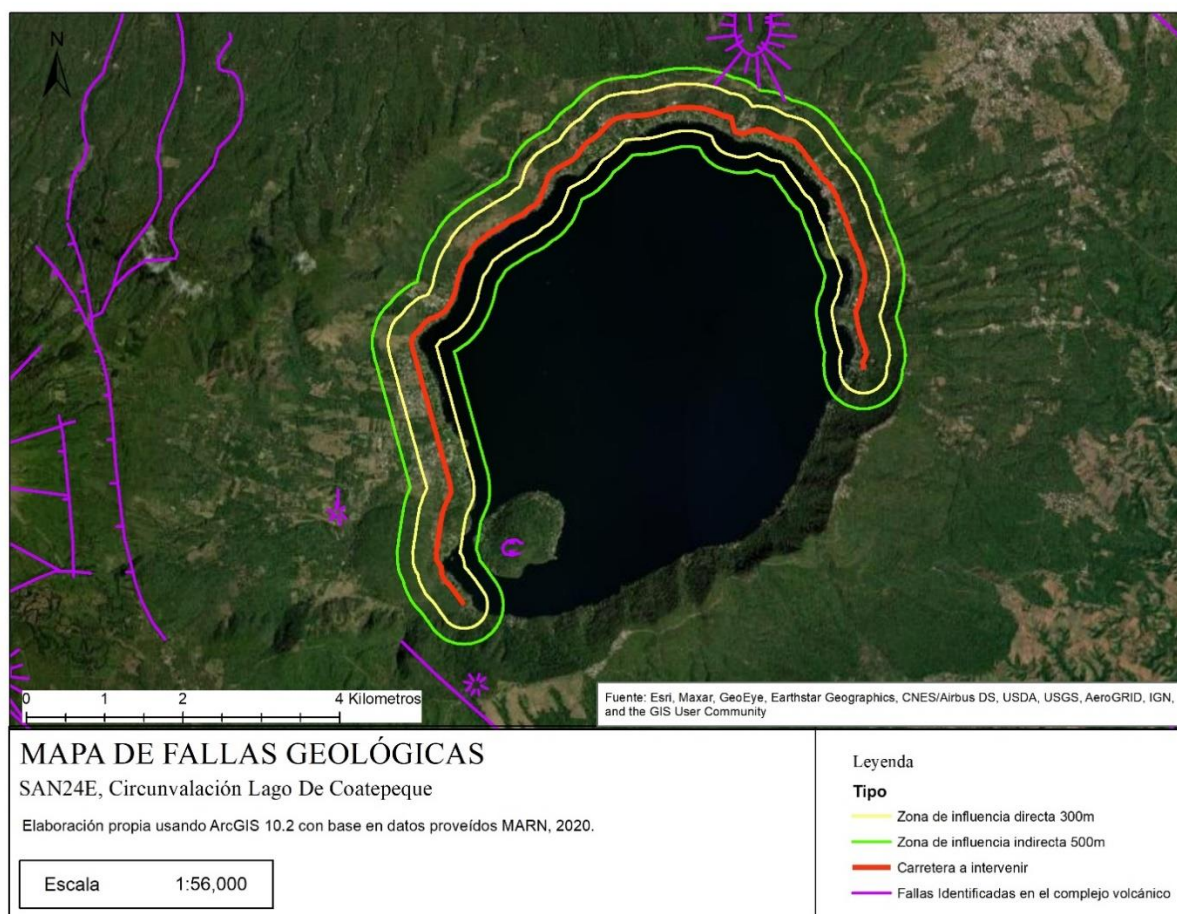 N
0 1 2 4 Kilometros
Fuente: Esri, Maxar, GeoEye, Earthstar Geographics, CNES/Airbus DS, USDA, USGS, AeroGRID, IGN,
and the GIS User Community
MAPA DE FALLAS GEOLÓGICAS
SAN24E, Circunvalación Lago De Coatepeque
Elaboración propia usando ArcGIS 10.2 con base en datos proveídos MARN, 2020.
Escala 1:56,000
Leyenda
Tipo
Zona de influencia directa 300m
Zona de influencia indirecta 500m
Carretera a intervenir
Fallas Identificadas en el complejo volcánico